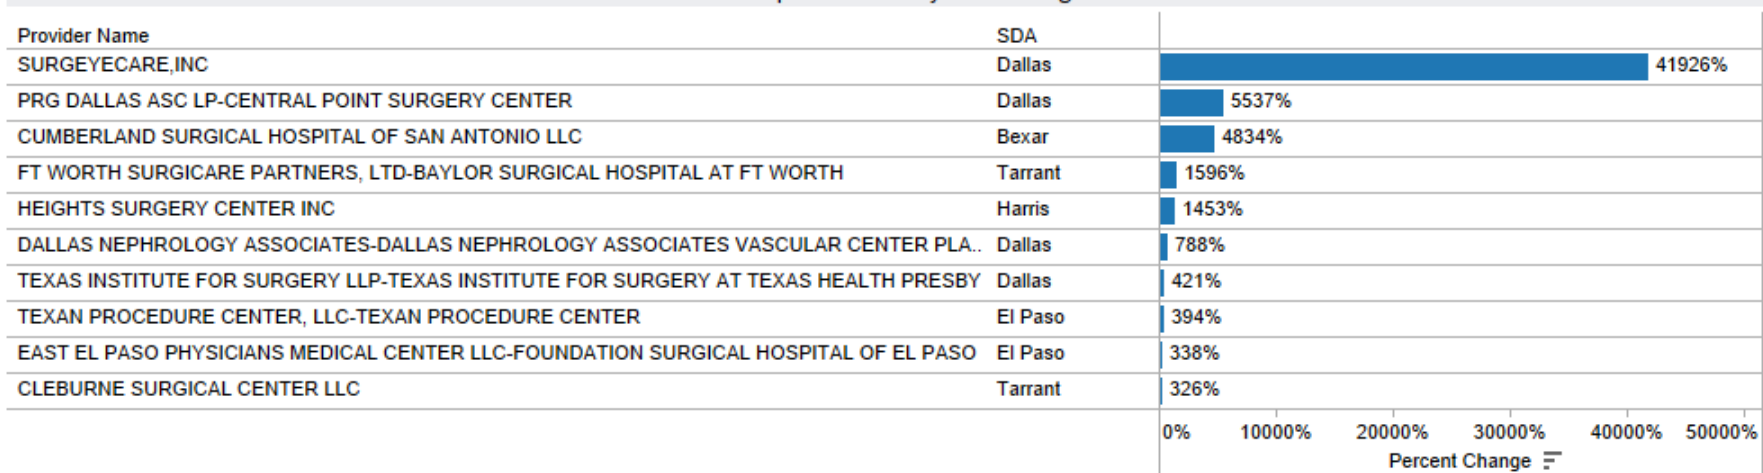 Provider Name SDA
SURGEYECARE,INC Dallas 41926%
PRG DALLAS ASC LP-CENTRAL POINT SURGERY CENTER Dallas 5537%
CUMBERLAND SURGICAL HOSPITAL OF SAN ANTONIO LLC Bexar 4834%
FT WORTH SURGICARE PARTNERS, LTD-BAYLOR SURGICAL HOSPITAL AT FT WORTH Tarrant 1596%
HEIGHTS SURGERY CENTER INC Harris 1453%
DALLAS NEPHROLOGY ASSOCIATES-DALLAS NEPHROLOGY ASSOCIATES VASCULAR CENTER PLA.. Dallas 788%
TEXAS INSTITUTE FOR SURGERY LLP-TEXAS INSTITUTE FOR SURGERY AT TEXAS HEALTH PRESBY Dallas 421%
TEXAN PROCEDURE CENTER, LLC-TEXAN PROCEDURE CENTER El Paso 394%
EAST EL PASO PHYSICIANS MEDICAL CENTER LLC-FOUNDATION SURGICAL HOSPITAL OF EL PASO El Paso 338%
CLEBURNE SURGICAL CENTER LLC Tarrant 326%
0% 10000% 20000% 30000% 40000% 50000%
Percent Change